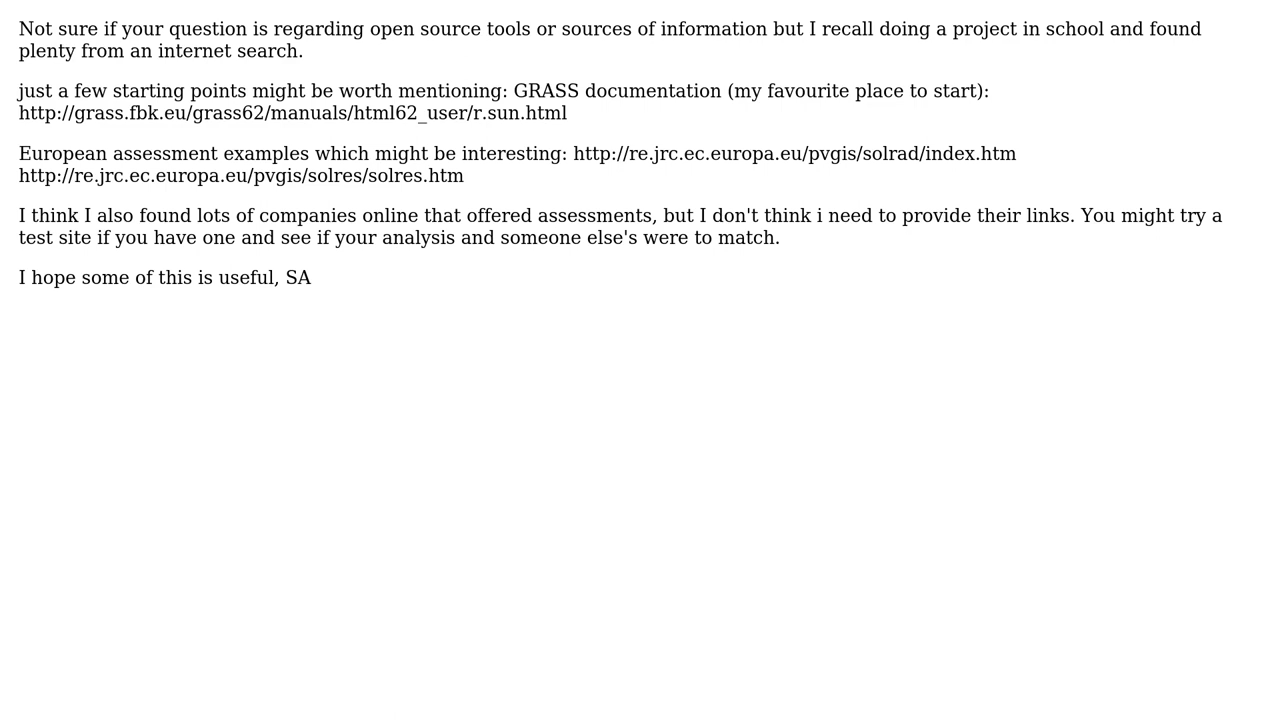 Not sure if your question is regarding open source tools or sources of information but I recall doing a project in school and found
plenty from an internet search.
just a few starting points might be worth mentioning: GRASS documentation (my favourite place to start):
http://grass.fbk.eu/grass62/manuals/html62_user/r.sun.html
European assessment examples which might be interesting: http://re.jrc.ec.europa.eu/pvgis/solrad/index.htm
http://re.jrc.ec.europa.eu/pvgis/solres/solres.htm
I think I also found lots of companies online that offered assessments, but I don't think i need to provide their links. You might try a
test site if you have one and see if your analysis and someone else's were to match.
I hope some of this is useful, SA